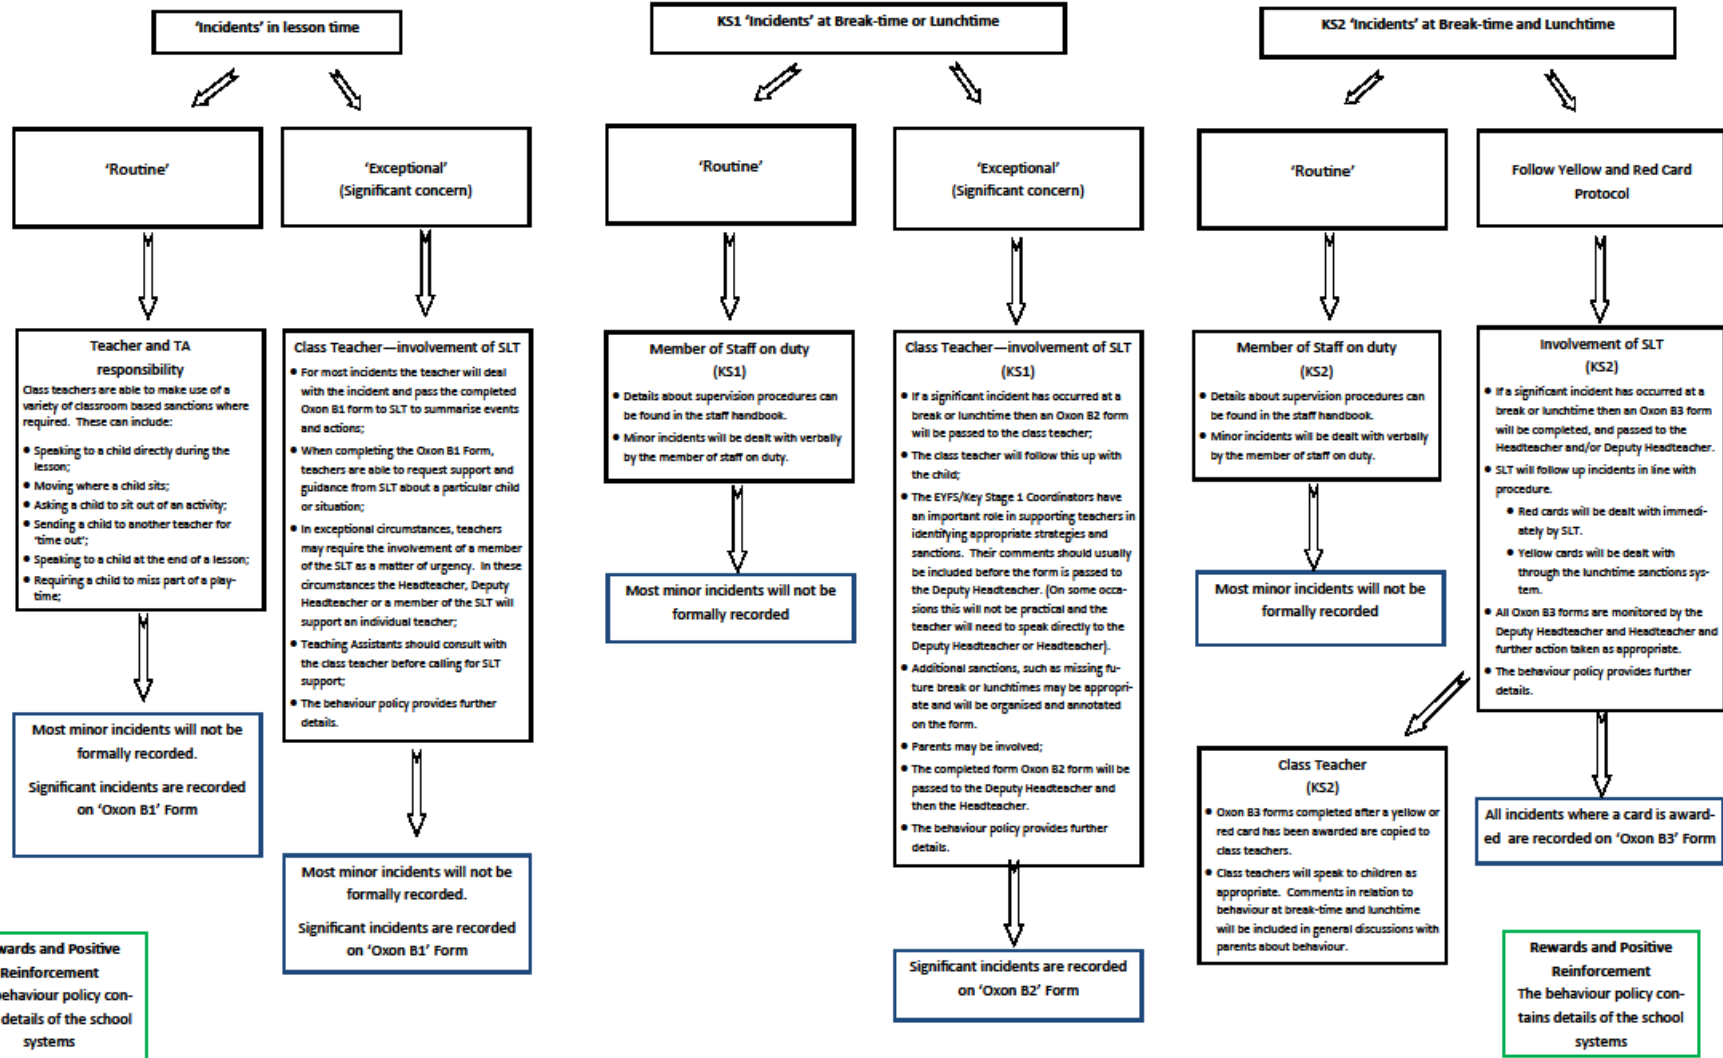 'Incidents' in lesson time
'Routine'
'Exceptional'
(Significant concern)
Teacher and TA
responsibility
Class teachers are able to make use of a
variety of classroom based sanctions where
required. These can include:
• Speaking to a child directly during the
lesson;
• Moving where a child sits;
• Asking a child to sit out of an activity;
• Sending a child to another teacher for
'time out';
• Speaking to a child at the end of a lesson;
• Requiring a child to miss part of a play-
time;
Most minor incidents will not be
formally recorded.
Significant incidents are recorded
on 'Oxon B1' Form
Class Teacher—involvement of SLT
• For most incidents the teacher will deal
with the incident and pass the completed
Oxon B1 form to SLT to summarise events
and actions;
• When completing the Oxon B1 Form,
teachers are able to request support and
guidance from SLT about a particular child
or situation;
• In exceptional circumstances, teachers
may require the involvement of a member
of the SLT as a matter of urgency. In these
circumstances the Headteacher, Deputy
Headteacher or a member of the SLT will
support an individual teacher;
• Teaching Assistants should consult with
the class teacher before calling for SLT
support;
• The behaviour policy provides further
details.
Most minor incidents will not be
formally recorded.
Significant incidents are recorded
on 'Oxon B1' Form
wards and Positive
Reinforcement
behaviour policy con-
details of the school
systems
KS1 'Incidents' at Break-time or Lunchtime
'Routine'
'Exceptional'
(Significant concern)
Member of Staff on duty
(KS1)
• Details about supervision procedures can
be found in the staff handbook.
• Minor incidents will be dealt with verbally
by the member of staff on duty.
Most minor incidents will not be
formally recorded
Class Teacher—involvement of SLT
(KS1)
• If a significant incident has occurred at a
break or lunchtime then an Oxon B2 form
will be passed to the class teacher;
• The class teacher will follow this up with
the child;
• The EYFS/Key Stage 1 Coordinators have
an important role in supporting teachers in
identifying appropriate strategies and
sanctions. Their comments should usually
be included before the form is passed to
the Deputy Headteacher. (On some occa-
sions this will not be practical and the
teacher will need to speak directly to the
Deputy Headteacher or Headteacher).
• Additional sanctions, such as missing fu-
ture break or lunchtimes may be appropri-
ate and will be organised and annotated
on the form.
• Parents may be involved;
• The completed form Oxon B2 form will be
passed to the Deputy Headteacher and
then the Headteacher.
• The behaviour policy provides further
details.
Significant incidents are recorded
on 'Oxon B2' Form
KS2 'Incidents' at Break-time and Lunchtime
'Routine'
Follow Yellow and Red Card
Protocol
Member of Staff on duty
(KS2)
• Details about supervision procedures can
be found in the staff handbook.
• Minor incidents will be dealt with verbally
by the member of staff on duty.
Most minor incidents will not be
formally recorded
Involvement of SLT
(KS2)
• If a significant incident has occurred at a
break or lunchtime then an Oxon B3 form
will be completed, and passed to the
Headteacher and/or Deputy Headteacher.
• SLT will follow up incidents in line with
procedure.
• Red cards will be dealt with immedi-
ately by SLT.
• Yellow cards will be dealt with
through the lunchtime sanctions sys-
tem.
• All Oxon B3 forms are monitored by the
Deputy Headteacher and Headteacher and
further action taken as appropriate.
• The behaviour policy provides further
details.
Class Teacher
(KS2)
• Oxon B3 forms completed after a yellow or
red card has been awarded are copied to
class teachers.
• Class teachers will speak to children as
appropriate. Comments in relation to
behaviour at break-time and lunchtime
will be included in general discussions with
parents about behaviour.
All incidents where a card is award-
ed are recorded on 'Oxon B3' Form
Rewards and Positive
Reinforcement
The behaviour policy con-
tains details of the school
systems